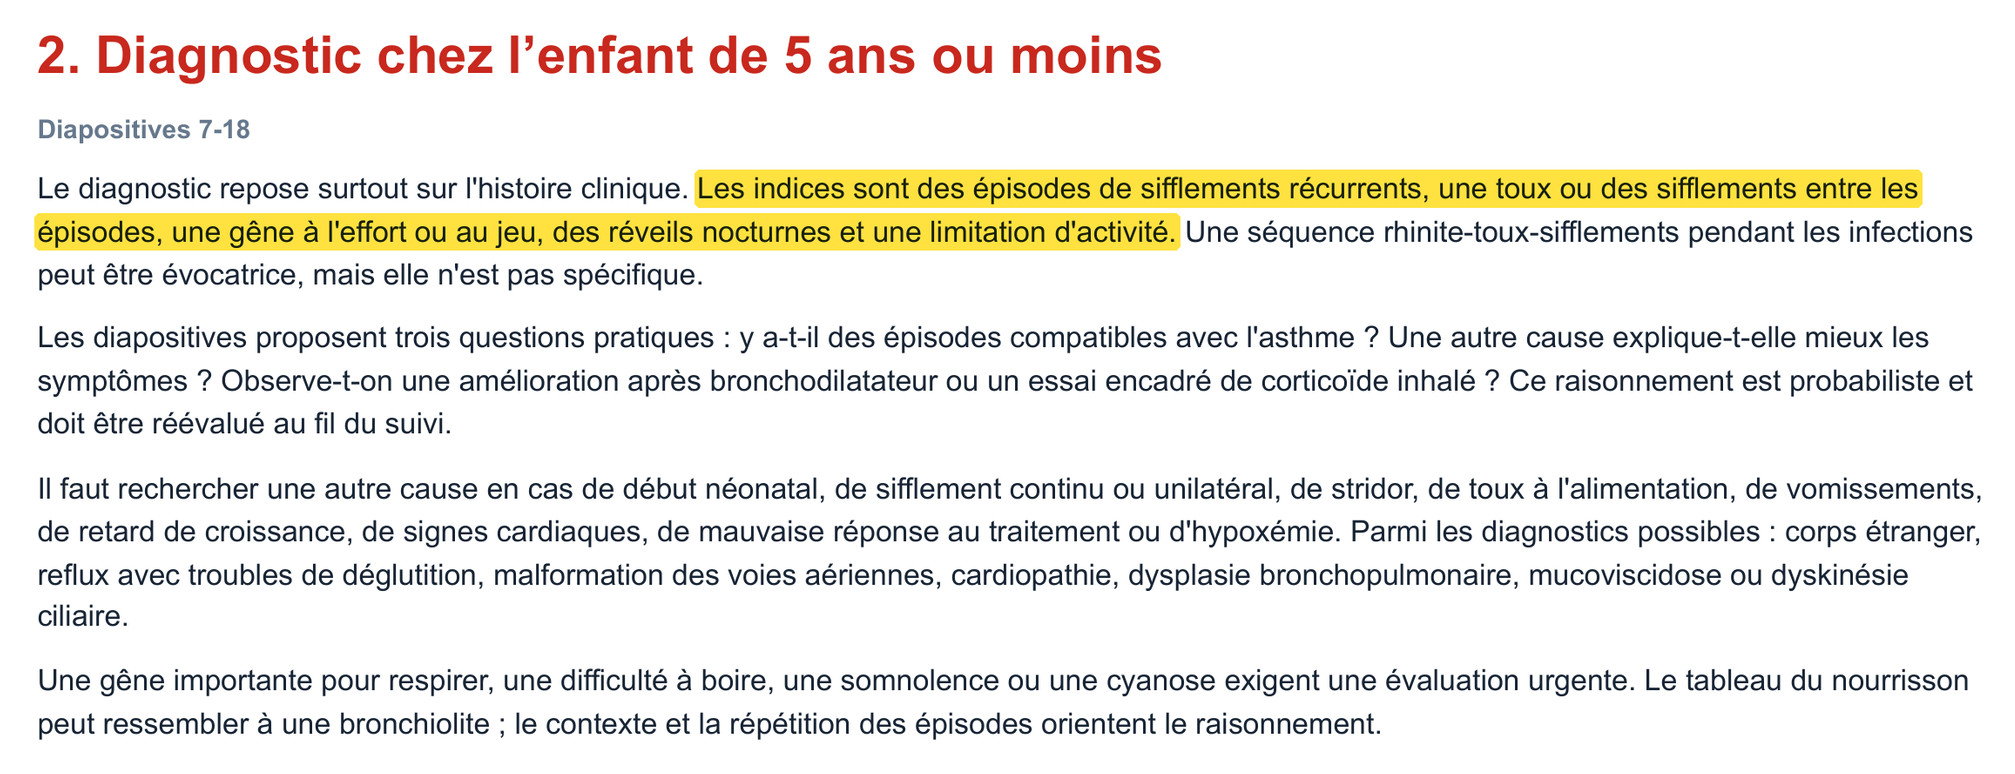 2. Diagnostic chez l’enfant de 5 ans ou moins
Diapositives 7-18
Le diagnostic repose surtout sur l'histoire clinique. Les indices sont des épisodes de sifflements récurrents, une toux ou des sifflements entre les
épisodes, une gêne à l'effort ou au jeu, des réveils nocturnes et une limitation d'activité. Une séquence rhinite-toux-sifflements pendant les infections
peut être évocatrice, mais elle n'est pas spécifique.
Les diapositives proposent trois questions pratiques : y a-t-il des épisodes compatibles avec l'asthme ? Une autre cause explique-t-elle mieux les
symptômes ? Observe-t-on une amélioration après bronchodilatateur ou un essai encadré de corticoïde inhalé ? Ce raisonnement est probabiliste et
doit être réévalué au fil du suivi.
Il faut rechercher une autre cause en cas de début néonatal, de sifflement continu ou unilatéral, de stridor, de toux à l'alimentation, de vomissements,
de retard de croissance, de signes cardiaques, de mauvaise réponse au traitement ou d'hypoxémie. Parmi les diagnostics possibles : corps étranger,
reflux avec troubles de déglutition, malformation des voies aériennes, cardiopathie, dysplasie bronchopulmonaire, mucoviscidose ou dyskinésie
ciliaire.
Une gêne importante pour respirer, une difficulté à boire, une somnolence ou une cyanose exigent une évaluation urgente. Le tableau du nourrisson
peut ressembler à une bronchiolite ; le contexte et la répétition des épisodes orientent le raisonnement.